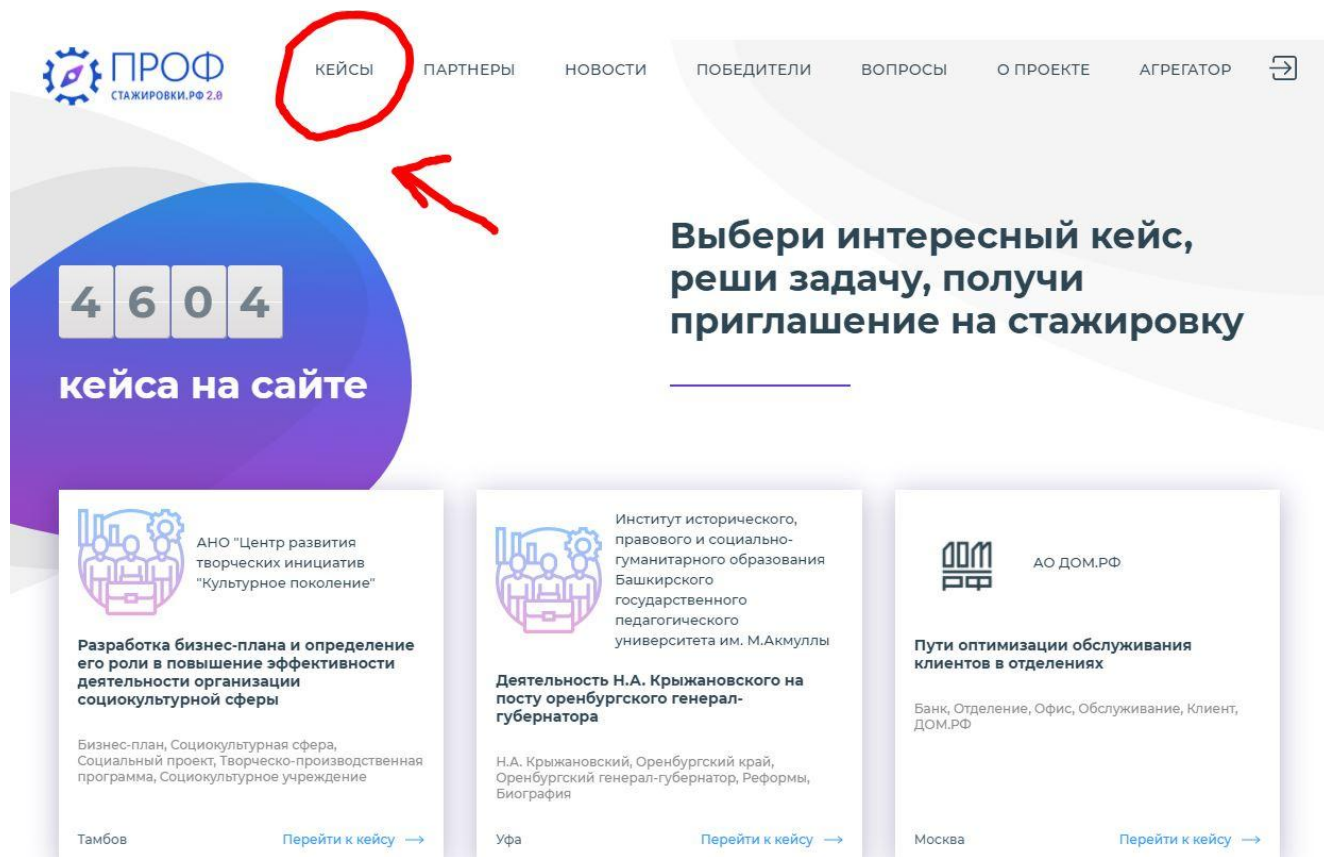 ПРОФ
СТАЖИРОВКИ.РФ 2.0
КЕЙСЫ ПАРТНЕРЫ НОВОСТИ ПОБЕДИТЕЛИ ВОПРОСЫ О ПРОЕКТЕ АГРЕГАТОР
4604
кейса на сайте
Выбери интересный кейс,
реши задачу, получи
приглашение на стажировку
АНО "Центр развития
творческих инициатив
"Культурное поколение"
Разработка бизнес-плана и определение
его роли в повышение эффективности
деятельности организации
социокультурной сферы
Бизнес-план, Социокультурная сфера,
Социальный проект, Творческо-производственная
программа, Социокультурное учреждение
Тамбов Перейти к кейсу →
Институт исторического,
правового и социально-
гуманитарного образования
Башкирского
государственного
педагогического
университета им. М.Акмуллы
Деятельность Н.А. Крыжановского на
посту оренбургского генерал-
губернатора
Н.А. Крыжановский, Оренбургский край,
Оренбургский генерал-губернатор, Реформы,
Биография
Уфа Перейти к кейсу →
ДОМ
РФ
АО ДОМ.РФ
Пути оптимизации обслуживания
клиентов в отделениях
Банк, Отделение, Офис, Обслуживание, Клиент,
ДОМ.РФ
Москва Перейти к кейсу →